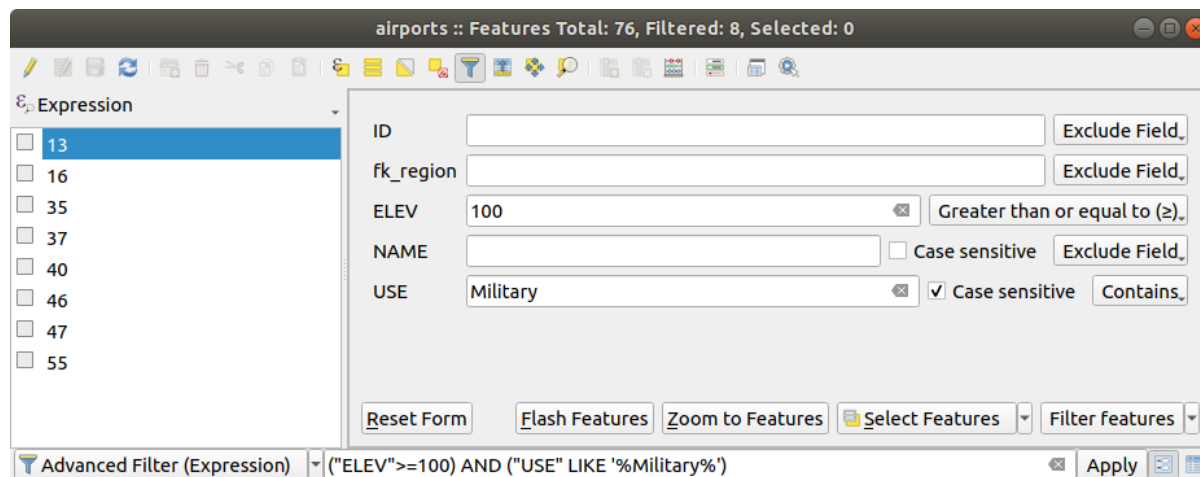 airports :: Features Total: 76, Filtered: 8, Selected: 0
Expression
13
16
35
37
40
46
47
55
ID Exclude Field
fk_region Exclude Field
ELEV 100 Greater than or equal to (≥)
NAME Case sensitive Exclude Field
USE Military Case sensitive Contains
Reset Form Flash Features Zoom to Features Select Features Filter features
Advanced Filter (Expression) ("ELEV">=100) AND ("USE" LIKE '%Military%') Apply